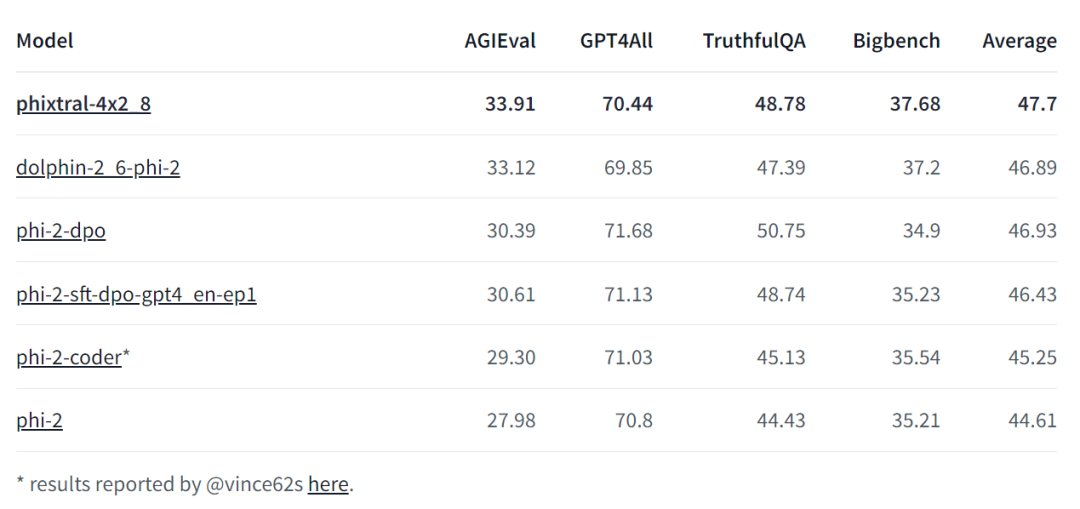 Model AGIEval GPT4All TruthfulQA Bigbench Average
phixtral-4x2_8 33.91 70.44 48.78 37.68 47.7
dolphin-2_6-phi-2 33.12 69.85 47.39 37.2 46.89
phi-2-dpo 30.39 71.68 50.75 34.9 46.93
phi-2-sft-dpo-gpt4_en-ep1 30.61 71.13 48.74 35.23 46.43
phi-2-coder* 29.30 71.03 45.13 35.54 45.25
phi-2 27.98 70.8 44.43 35.21 44.61
* results reported by @vince62s here.